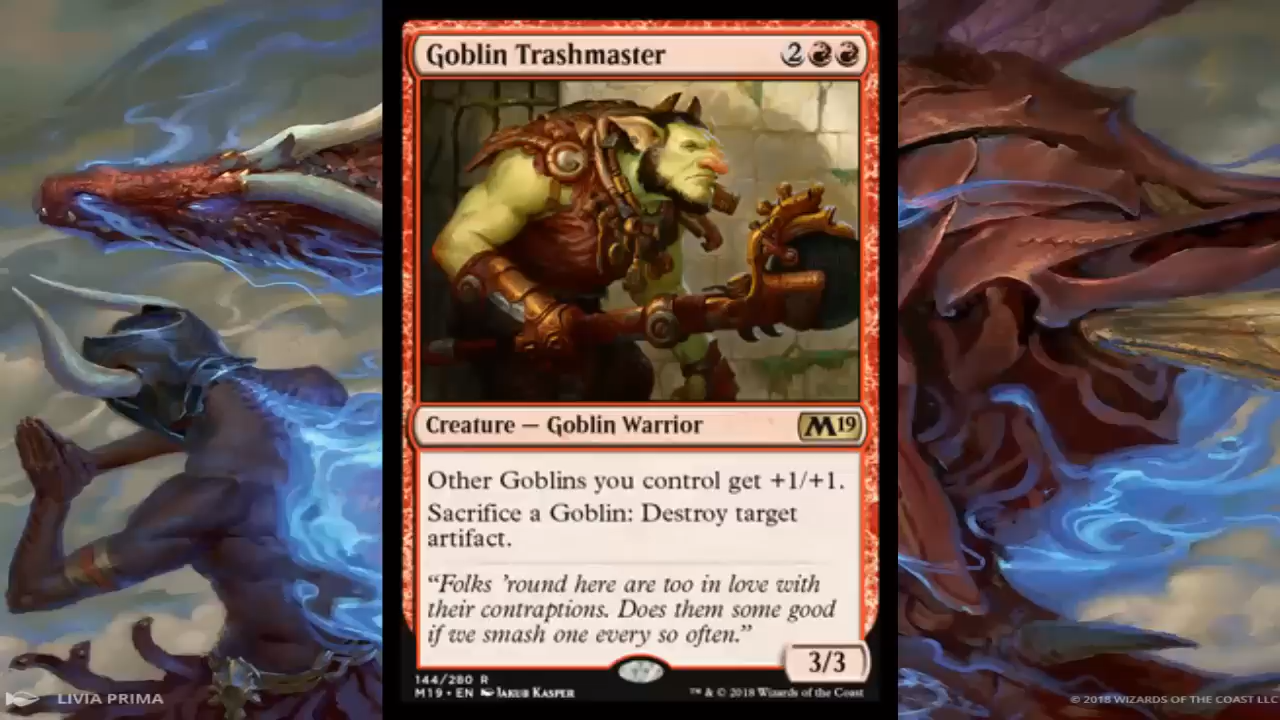 Goblin Trashmaster 2
Creature — Goblin Warrior M19
Other Goblins you control get +1/+1.
Sacrifice a Goblin: Destroy target
artifact.
“Folks ’round here are too in love with
their contraptions. Does them some good
if we smash one every so often.”
3/3
144/280 R
M19 • EN Jakub Kasper ™ & © 2018 Wizards of the Coast
LIVIA PRIMA
© 2018 WIZARDS OF THE COAST LLC